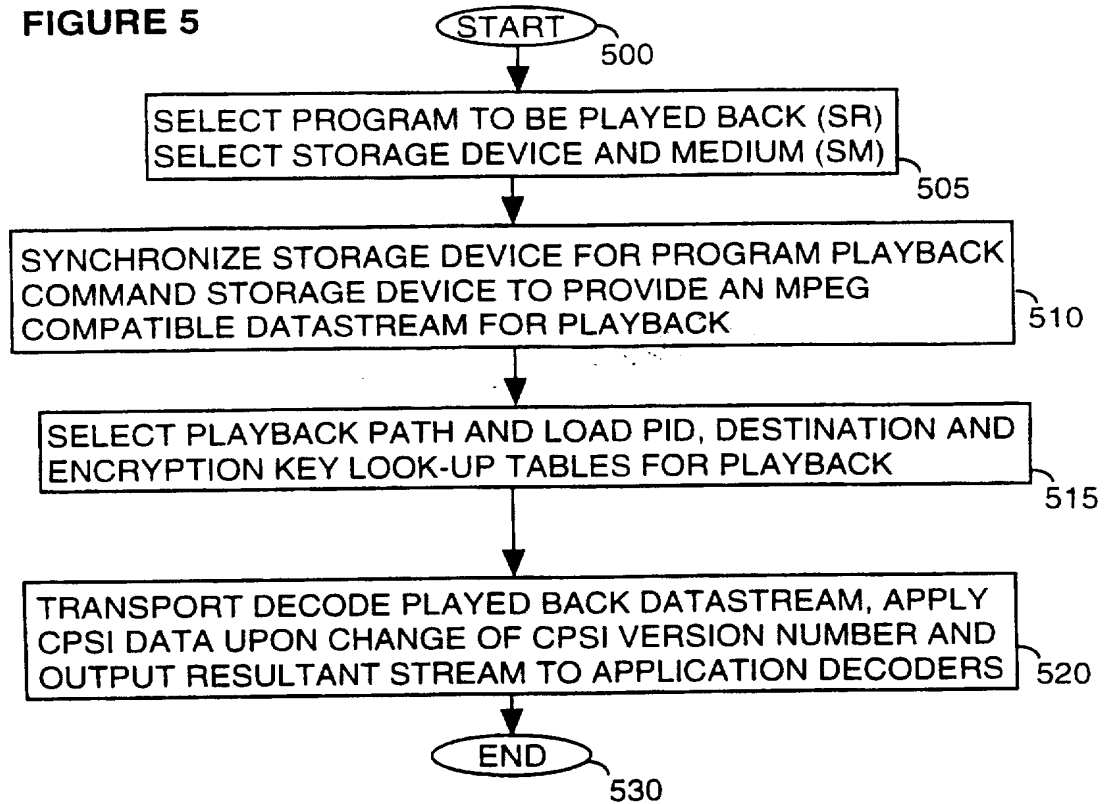 FIGURE 5
START
500
SELECT PROGRAM TO BE PLAYED BACK (SR)
SELECT STORAGE DEVICE AND MEDIUM (SM)
505
SYNCHRONIZE STORAGE DEVICE FOR PROGRAM PLAYBACK
COMMAND STORAGE DEVICE TO PROVIDE AN MPEG
COMPATIBLE DATASTREAM FOR PLAYBACK
510
SELECT PLAYBACK PATH AND LOAD PID, DESTINATION AND
ENCRYPTION KEY LOOK-UP TABLES FOR PLAYBACK
515
TRANSPORT DECODE PLAYED BACK DATASTREAM, APPLY
CPSI DATA UPON CHANGE OF CPSI VERSION NUMBER AND
OUTPUT RESULTANT STREAM TO APPLICATION DECODERS
520
END
530